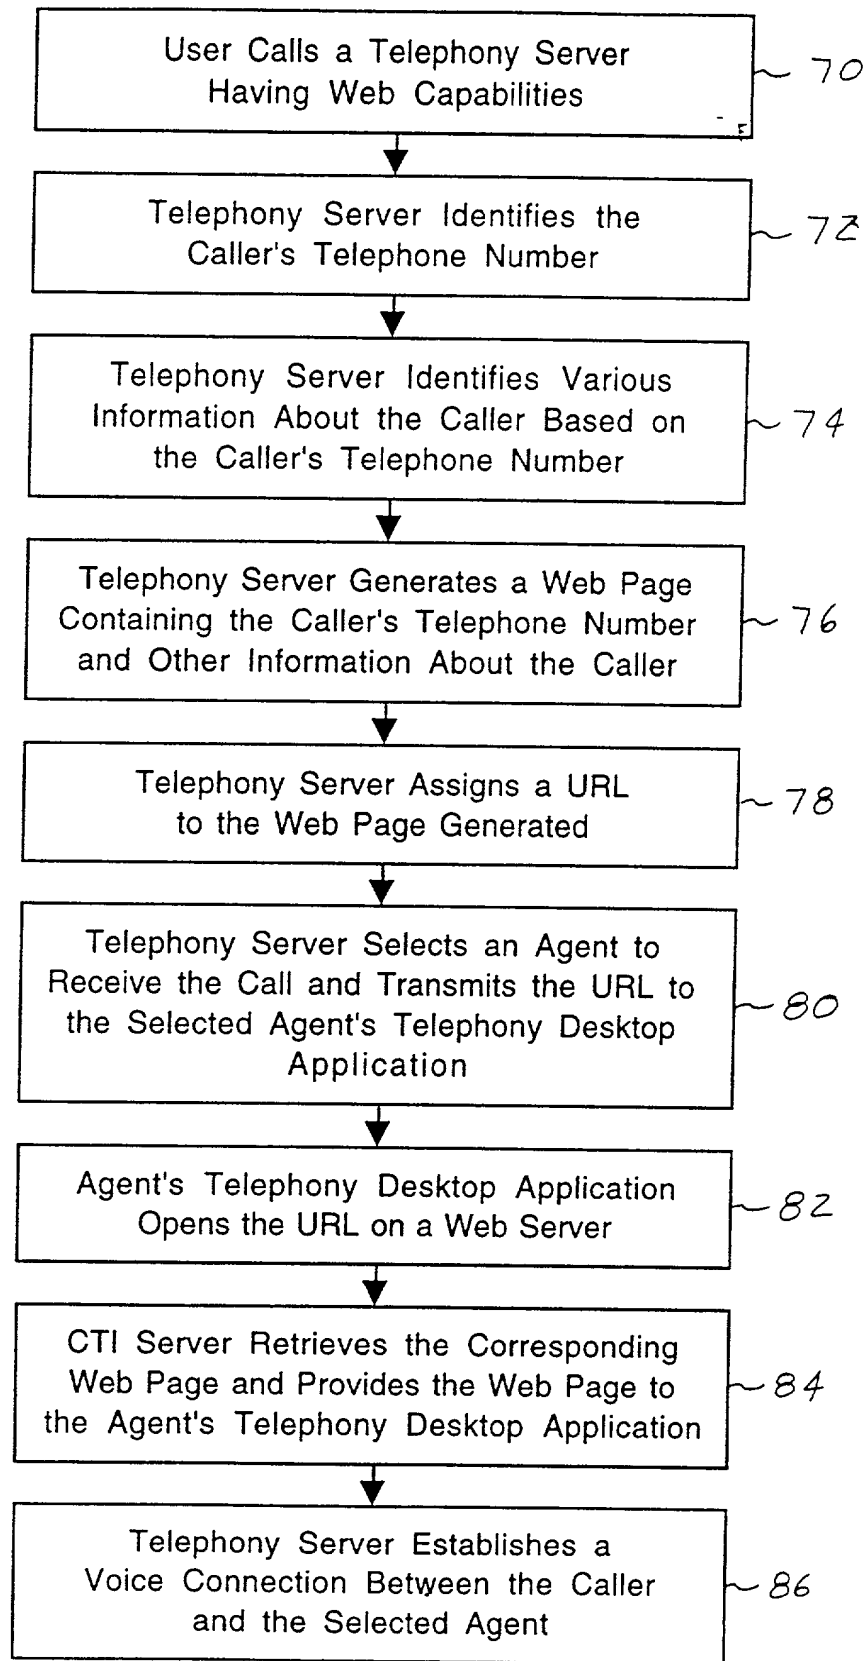 User Calls a Telephony Server
Having Web Capabilities
70
Telephony Server Identifies the
Caller's Telephone Number
72
Telephony Server Identifies Various
Information About the Caller Based on
the Caller's Telephone Number
74
Telephony Server Generates a Web Page
Containing the Caller's Telephone Number
and Other Information About the Caller
76
Telephony Server Assigns a URL
to the Web Page Generated
78
Telephony Server Selects an Agent to
Receive the Call and Transmits the URL to
the Selected Agent's Telephony Desktop
Application
80
Agent's Telephony Desktop Application
Opens the URL on a Web Server
82
CTI Server Retrieves the Corresponding
Web Page and Provides the Web Page to
the Agent's Telephony Desktop Application
84
Telephony Server Establishes a
Voice Connection Between the Caller
and the Selected Agent
86